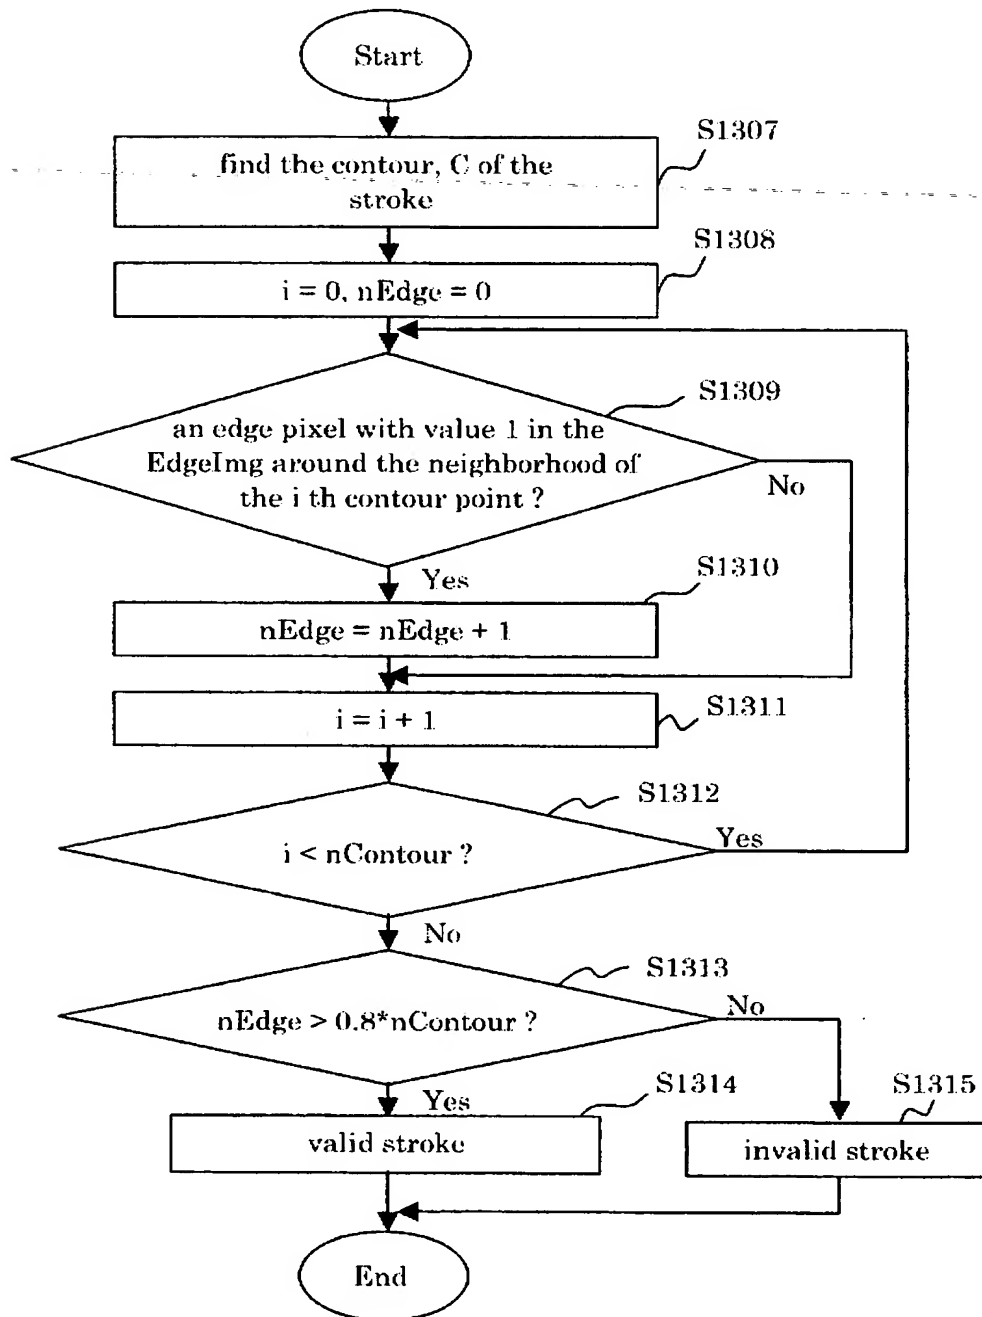 Start
S1307
find the contour, C of the
stroke
S1308
i = 0, nEdge = 0
S1309
an edge pixel with value 1 in the
EdgeImg around the neighborhood of
the i th contour point ?
No
Yes
S1310
nEdge = nEdge + 1
S1311
i = i + 1
S1312
i < nContour ?
Yes
No
S1313
nEdge > 0.8*nContour ?
No
Yes
S1314
S1315
valid stroke
invalid stroke
End